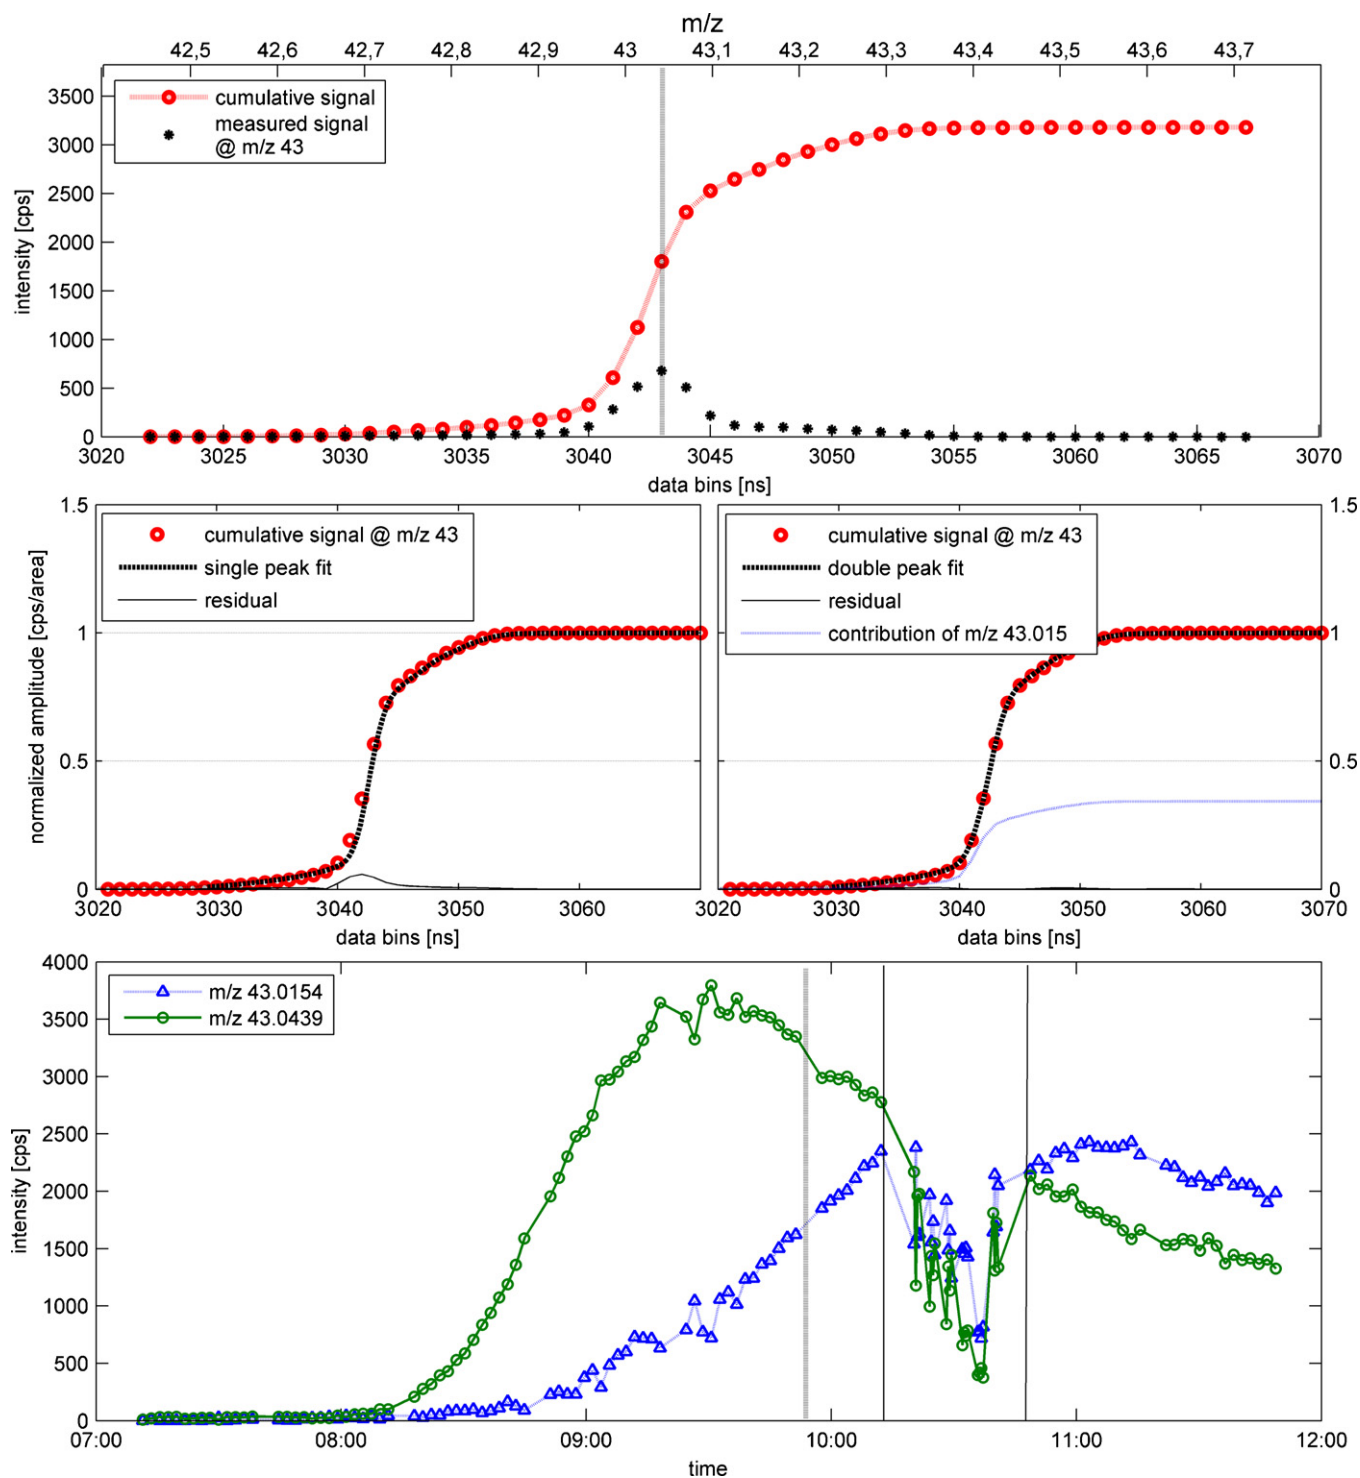 m/z
42,5 42,6 42,7 42,8 42,9 43 43,1 43,2 43,3 43,4 43,5 43,6 43,7
cumulative signal
measured signal
@ m/z 43
intensity [cps]
3500
3000
2500
2000
1500
1000
500
0
3020 3025 3030 3035 3040 3045 3050 3055 3060 3065 3070
data bins [ns]
normalized amplitude [cps/area]
1.5
1
0.5
0
cumulative signal @ m/z 43
single peak fit
residual
3020 3030 3040 3050 3060
data bins [ns]
cumulative signal @ m/z 43
double peak fit
residual
contribution of m/z 43.015
1.5
1
0.5
0
3020 3030 3040 3050 3060 3070
data bins [ns]
intensity [cps]
4000
3500
3000
2500
2000
1500
1000
500
0
m/z 43.0154
m/z 43.0439
07:00 08:00 09:00 10:00 11:00 12:00
time